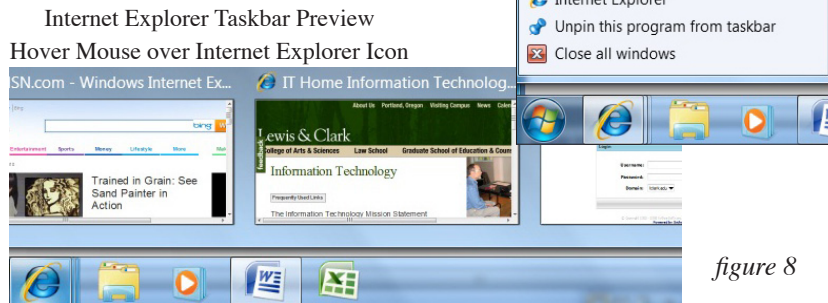 Internet Explorer Taskbar Preview
Hover Mouse over Internet Explorer Icon
Internet Explorer
Unpin this program from taskbar
Close all windows
ISN.com - Windows Internet Ex...
IT Home Information Technolog...
bing
Entertainment Sports Money Lifestyle More
Trained in Grain: See
Sand Painter in
Action
About Us Portland, Oregon Visiting Campus News
Lewis & Clark
College of Arts & Sciences Law School Graduate School of Education &
feedback
Information Technology
Frequently Used Links
The Information Technology Mission Statement
Login
Username:
Password:
Domain:
figure 8